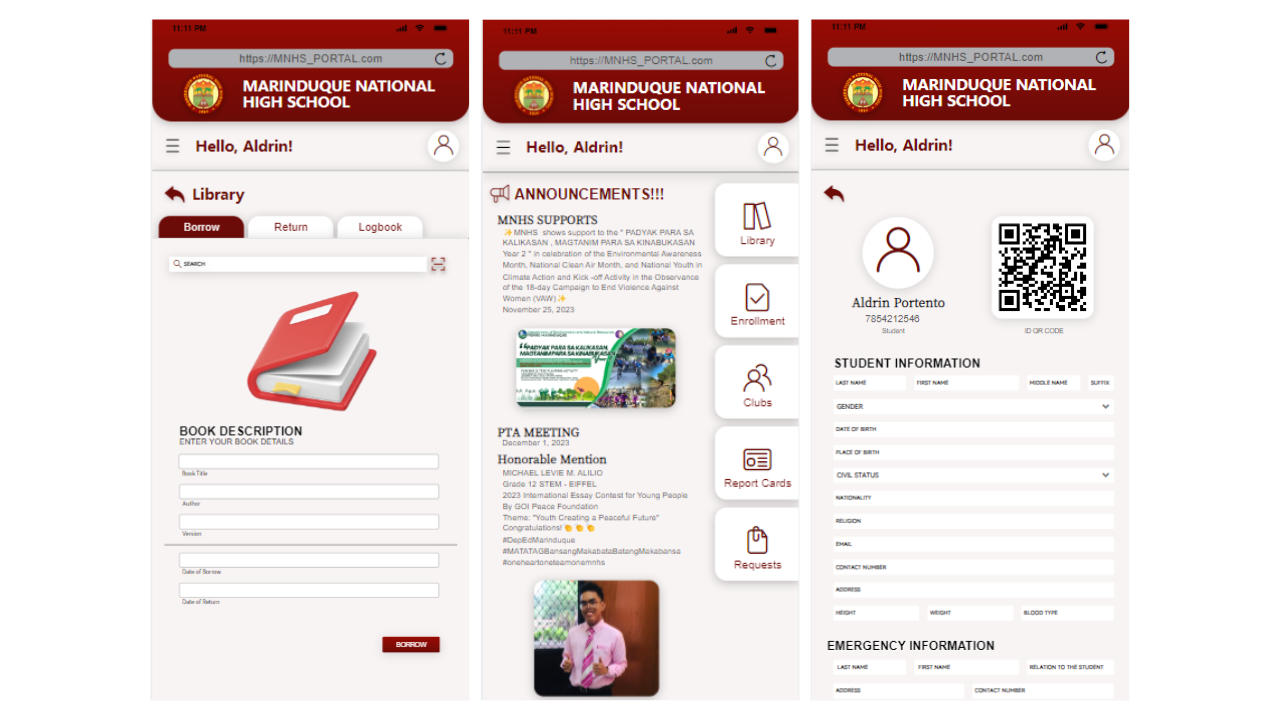 11:11 PM
https://MNHS_PORTAL.com
MARINDUQUE NATIONAL
HIGH SCHOOL
Hello, Aldrin!
Library
Borrow
Return
Logbook
SEARCH
BOOK DESCRIPTION
ENTER YOUR BOOK DETAILS
Book Title
Author
Version
Date of Borrow
Date of Return
BORROW
11:11 PM
https://MNHS_PORTAL.com
MARINDUQUE NATIONAL
HIGH SCHOOL
Hello, Aldrin!
ANNOUNCEMENTS!!!
MNHS SUPPORTS
✨MNHS shows support to the " PADYAK PARA SA
KALIKASAN , MAGTANIM PARA SA KINABUKASAN
Year 2 " in celebration of the Environmental Awareness
Month, National Clean Air Month, and National Youth in
Climate Action and Kick -off Activity in the Observance
of the 18-day Campaign to End Violence Against
Women (VAW)✨
November 25, 2023
"PADYAK PARA SA KALIKASAN,
MAGTANIM PARA SA KINABUKASAN
PTA MEETING
December 1, 2023
Honorable Mention
MICHAEL LEVIE M. ALILIO
Grade 12 STEM - EIFFEL
2023 International Essay Contest for Young People
By GOI Peace Foundation
Theme: "Youth Creating a Peaceful Future"
Congratulations! 👏 👏 👏
#DepEdMarinduque
#MATATAGBansangMakabataBatangMakabansa
#oneheartoneteamonemnhs
Library
Enrollment
Clubs
Report Cards
Requests
11:11 PM
https://MNHS_PORTAL.com
MARINDUQUE NATIONAL
HIGH SCHOOL
Hello, Aldrin!
Aldrin Portento
7854212546
Student
ID QR CODE
STUDENT INFORMATION
LAST NAME FIRST NAME MIDDLE NAME SUFFIX
GENDER
DATE OF BIRTH
PLACE OF BIRTH
CIVIL STATUS
NATIONALITY
RELIGION
EMAIL
CONTACT NUMBER
ADDRESS
HEIGHT WEIGHT BLOOD TYPE
EMERGENCY INFORMATION
LAST NAME FIRST NAME RELATION TO THE STUDENT
ADDRESS CONTACT NUMBER